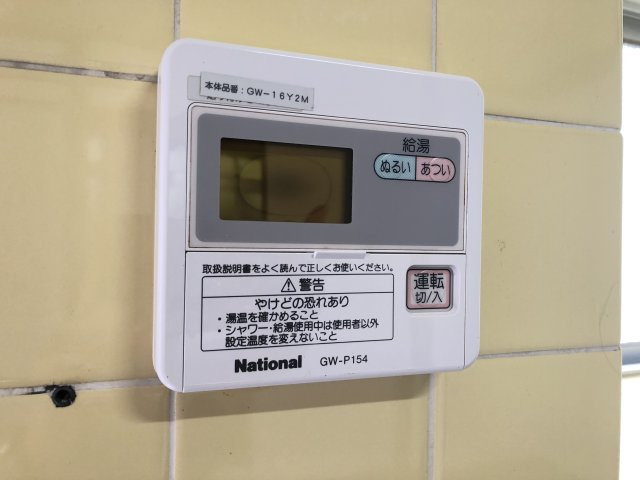 本体品番：GW-16Y2M
給湯
ぬるい あつい
取扱説明書をよく読んで正しくお使いください。
⚠警告
やけどの恐れあり
・湯温を確かめること
・シャワー・給湯使用中は使用者以外
設定温度を変えないこと
運転
切/入
National GW-P154